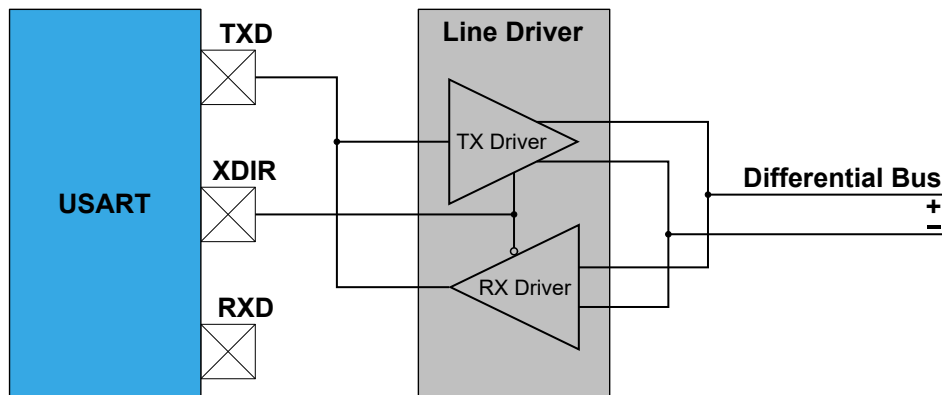 TXD
Line Driver
TX Driver
XDIR
USART
Differential Bus
+
−
RX Driver
RXD